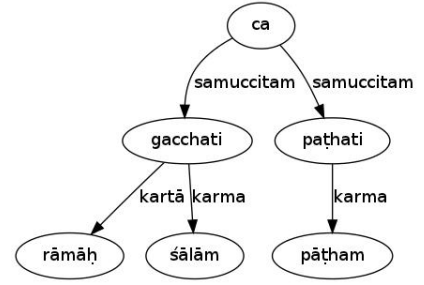 ca
samuccitam samuccitam
gacchati paṭhati
kartā karma karma
rāmāḥ śālām pāṭham